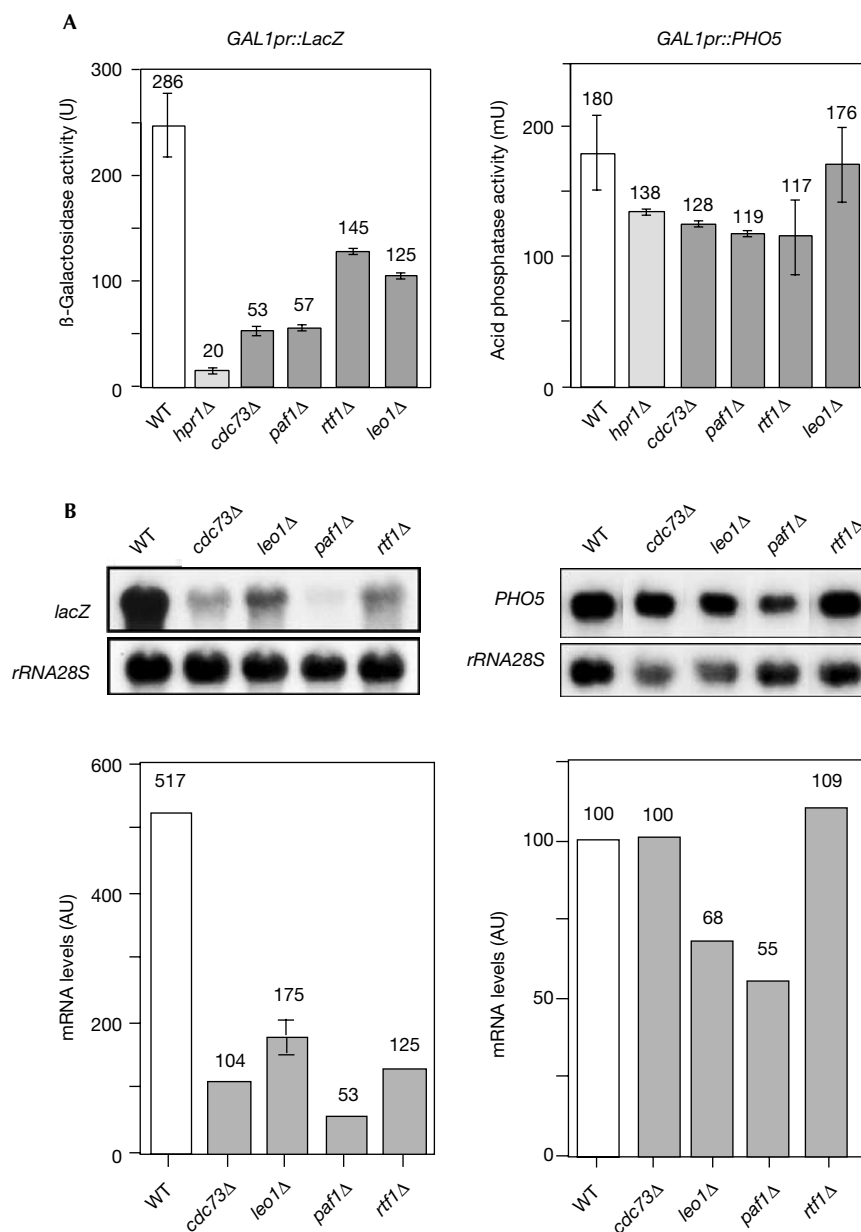 A
GAL1pr::LacZ
GAL1pr::PHO5
ß-Galactosidase activity (U)
300
200
100
0
286
20
53
57
145
125
WT
hpr1Δ
cdc73Δ
paf1Δ
rtf1Δ
leo1Δ
Acid phosphatase activity (mU)
200
100
0
180
138
128
119
117
176
WT
hpr1Δ
cdc73Δ
paf1Δ
rtf1Δ
leo1Δ
B
WT
cdc73Δ
leo1Δ
paf1Δ
rtf1Δ
lacZ
rRNA28S
WT
cdc73Δ
leo1Δ
paf1Δ
rtf1Δ
PHO5
rRNA28S
mRNA levels (AU)
600
400
200
0
517
104
175
53
125
WT
cdc73Δ
leo1Δ
paf1Δ
rtf1Δ
mRNA levels (AU)
100
50
0
100
100
68
55
109
WT
cdc73Δ
leo1Δ
paf1Δ
rtf1Δ